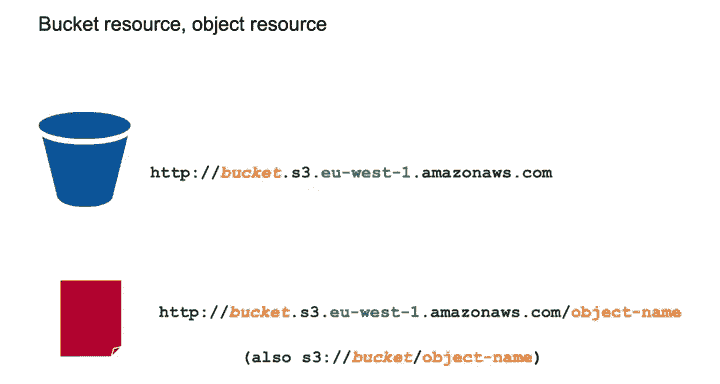 Bucket resource, object resource
http://bucket.s3.eu-west-1.amazonaws.com
http://bucket.s3.eu-west-1.amazonaws.com/object-name
(also s3://bucket/object-name)